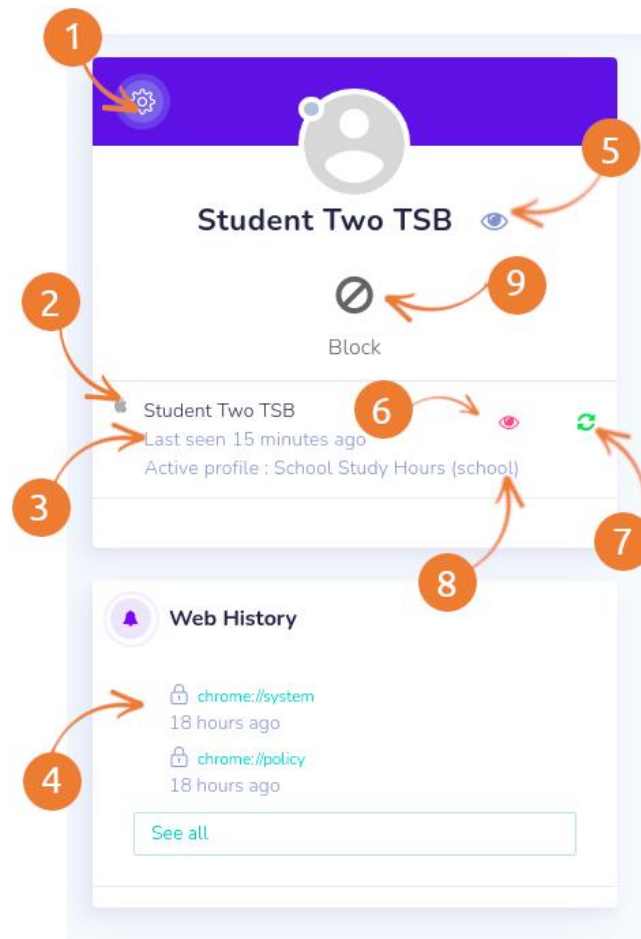 1
5
Student Two TSB
9
2
Block
Student Two TSB
6
Last seen 15 minutes ago
Active profile : School Study Hours (school)
3
7
8
Web History
chrome://system
18 hours ago
chrome://policy
4
18 hours ago
See all